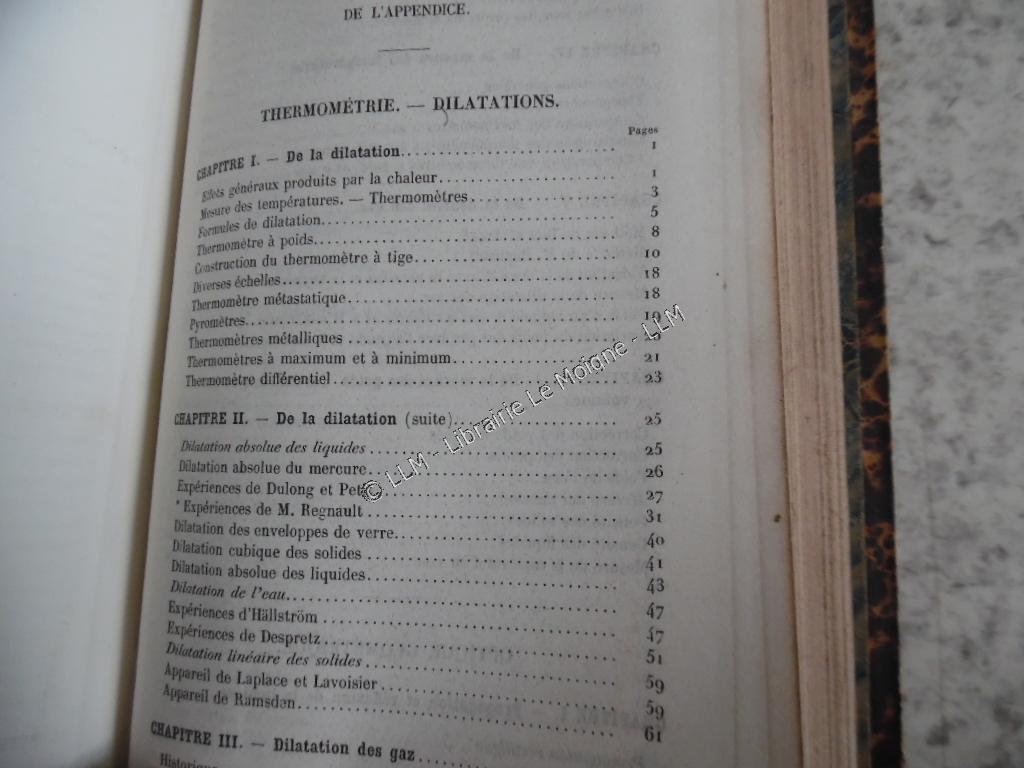 DE L'APPENDICE.
THERMOMÉTRIE. — DILATATIONS.
Pages
CHAPITRE I. — De la dilatation.............................. 1
Effets généraux produits par la chaleur......................... 1
Mesure des températures. — Thermomètres..................... 3
Formules de dilatation........................................ 5
Thermomètre à poids......................................... 8
Construction du thermomètre à tige............................ 10
Diverses échelles............................................. 18
Thermomètre métastatique.................................... 18
Pyromètres.................................................. 19
Thermomètres métalliques ....................................
Thermomètres à maximum et à minimum....................... 21
Thermomètre différentiel...................................... 23
CHAPITRE II. — De la dilatation (suite)....................... 25
Dilatation absolue des liquides ................................ 25
Dilatation absolue du mercure................................. 26
Expériences de Dulong et Petit................................ 27
* Expériences de M. Regnault ................................. 31
Dilatation des enveloppes de verre............................. 40
Dilatation cubique des solides ................................. 41
Dilatation absolue des liquides................................. 43
Dilatation de l'eau............................................ 47
Expériences d'Hällström ...................................... 47
Expériences de Despretz....................................... 51
Dilatation linéaire des solides ................................. 59
Appareil de Laplace et Lavoisier............................... 59
Appareil de Ramsden......................................... 61
CHAPITRE III. — Dilatation des gaz ...........................
© LLM - Librairie Le Moigne - LLM